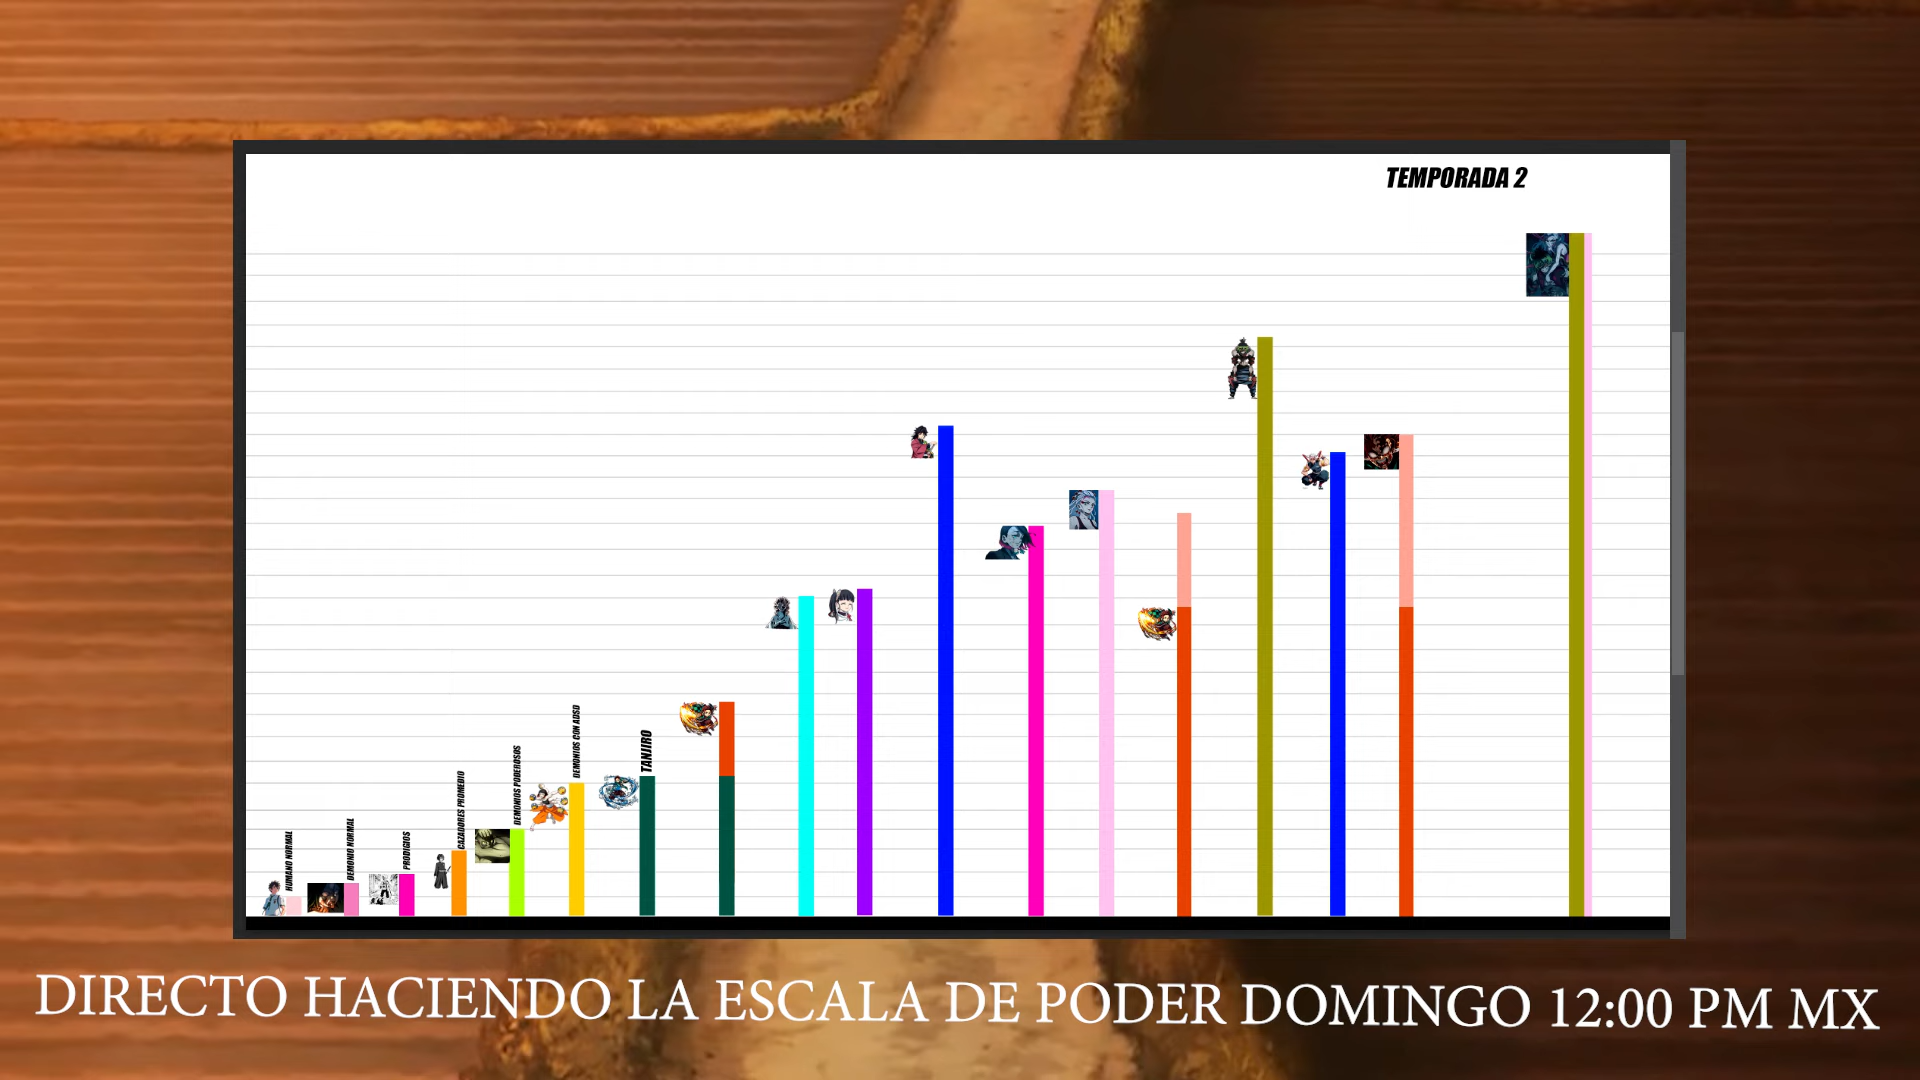 TEMPORADA 2
HUMANO NORMAL
DEMONIO NORMAL
PRODIGIOS
CAZADORES PROMEDIO
DEMONIOS PODEROSOS
DEMONIOS CON ADSD
TANJIRO
DIRECTO HACIENDO LA ESCALA DE PODER DOMINGO 12:00 PM MX